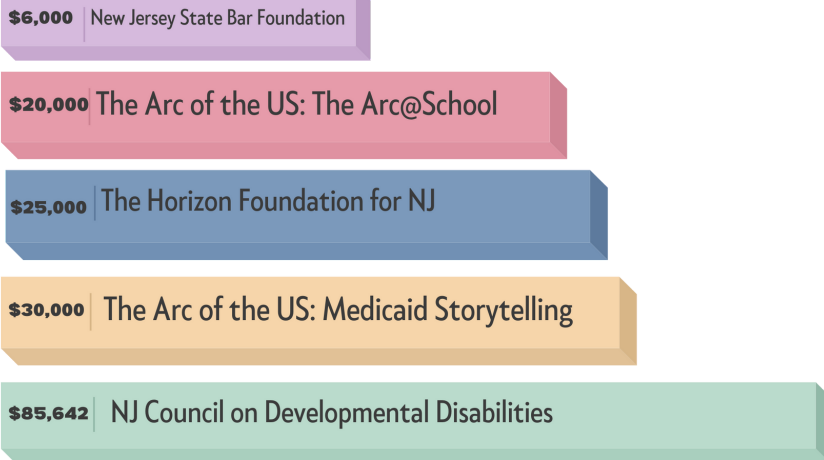 $6,000 New Jersey State Bar Foundation
$20,000 The Arc of the US: The Arc@School
$25,000 The Horizon Foundation for NJ
$30,000 The Arc of the US: Medicaid Storytelling
$85,642 NJ Council on Developmental Disabilities